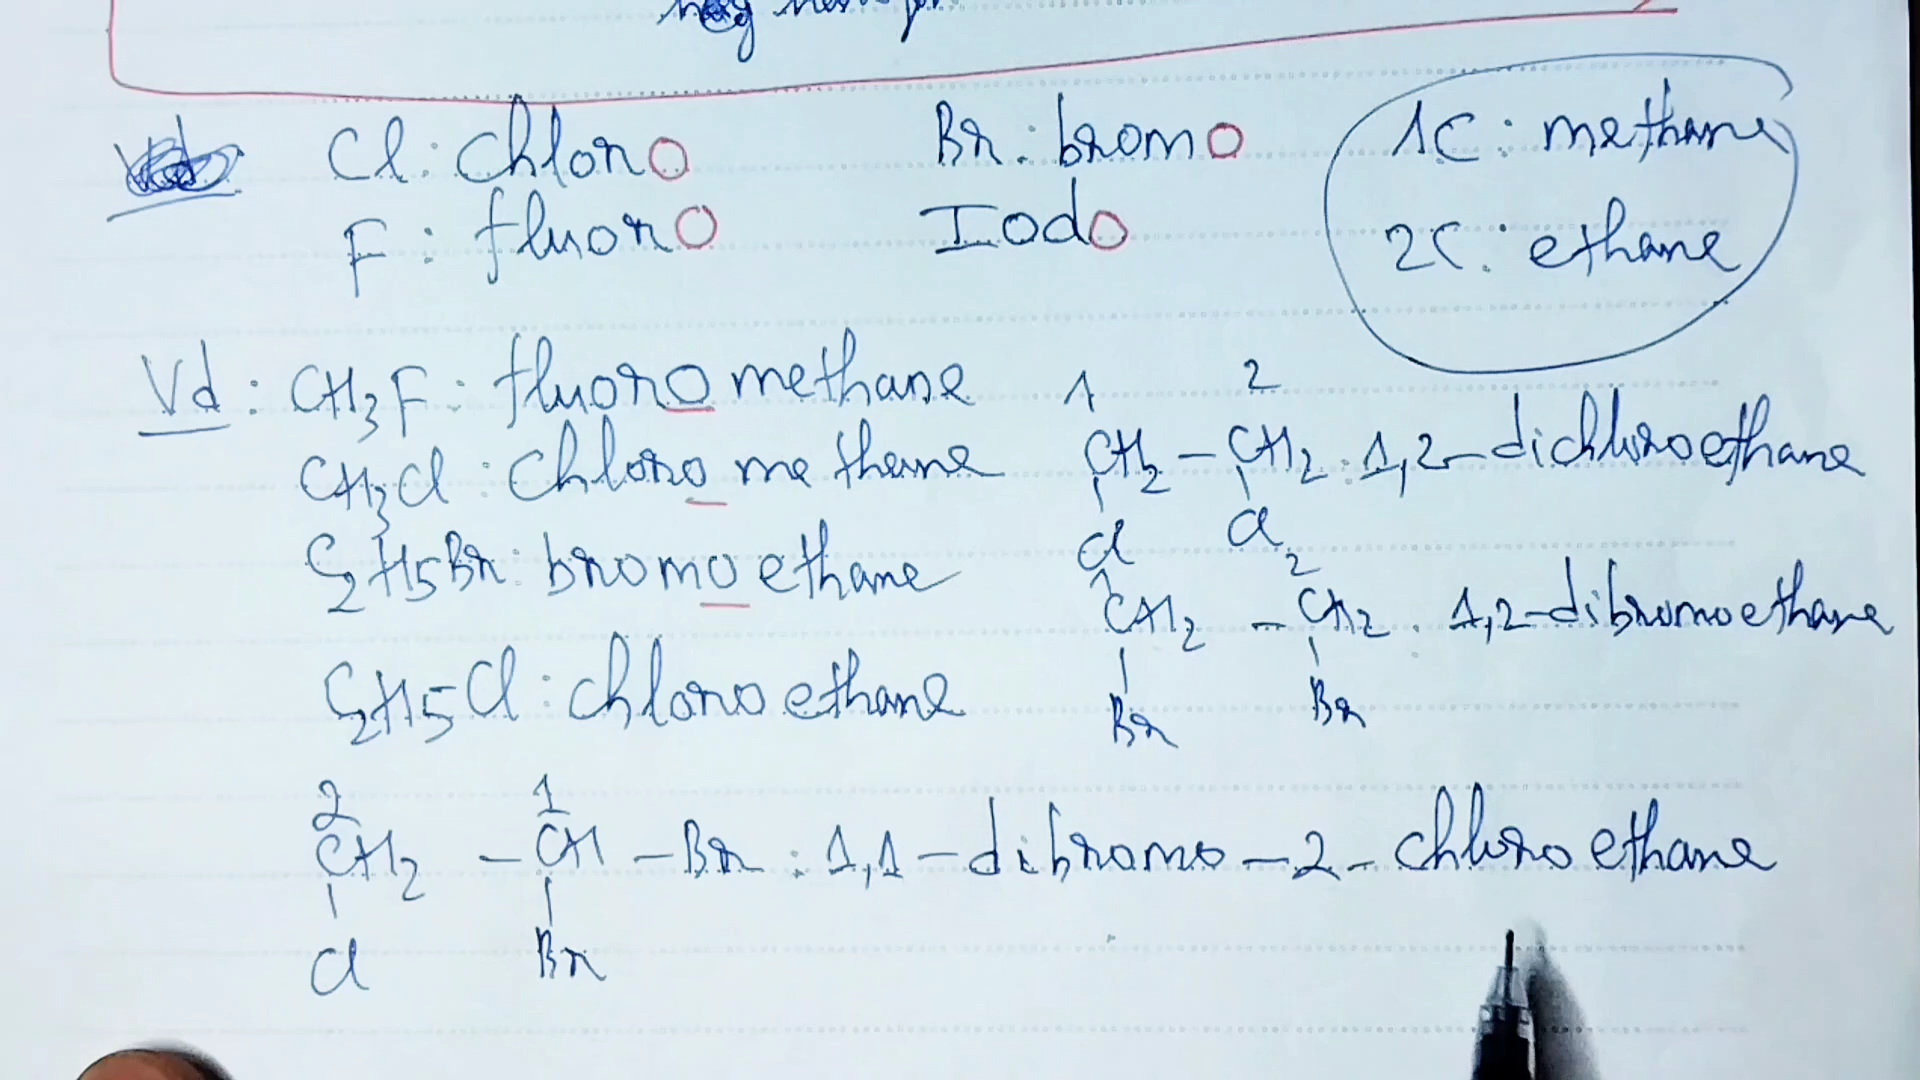 Cl : chloro Br : bromo
F : fluoro Iodo
1C : methane
2C : ethane
Vd : CH3F : fluoromethane
CH3Cl : chloromethane
C2H5Br : bromoethane
C2H5Cl : chloroethane
1 2
CH2 - CH2 : 1,2-dichloroethane
Cl Cl
1 2
CH2 - CH2 : 1,2-dibromoethane
Br Br
2 1
CH2 - CH - Br : 1,1-dibromo-2-chloroethane
Cl Br